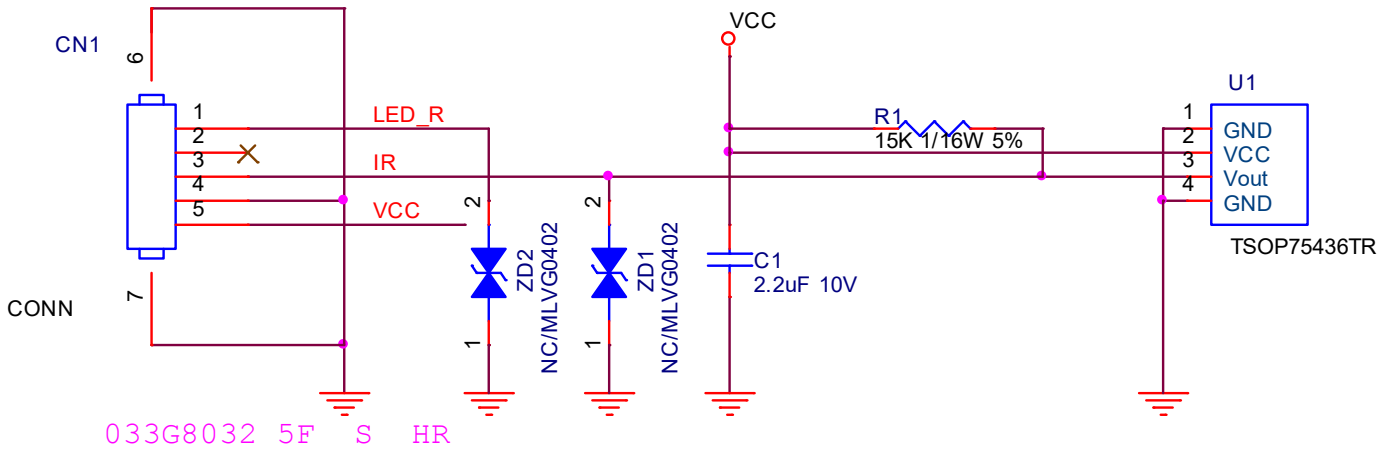 VCC
CN1
6
U1
1
LED_R
R1
1
GND
2
15K 1/16W 5%
2
VCC
3
IR
3
Vout
4
4
GND
5
VCC
2
2
TSOP75436TR
ZD2
NC/MLVG0402
ZD1
NC/MLVG0402
C1
2.2uF 10V
7
CONN
1
1
033G8032 5F S HR